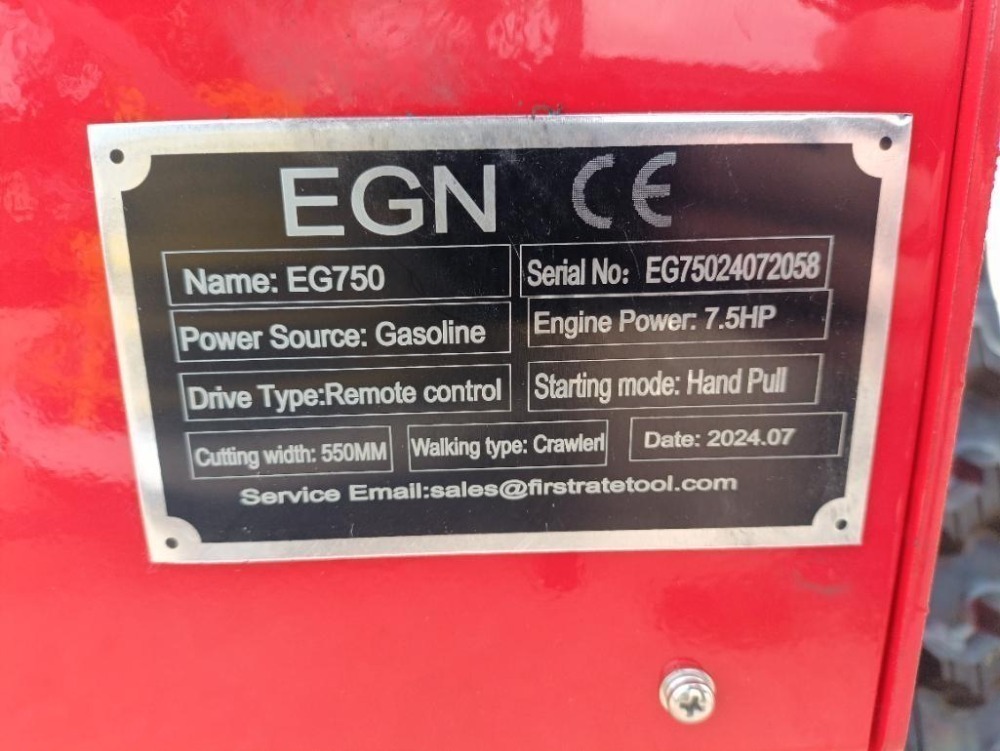 EGN CE
Name: EG750
Serial No: EG75024072058
Power Source: Gasoline
Engine Power: 7.5HP
Drive Type:Remote control
Starting mode: Hand Pull
Cutting width: 550MM
Walking type: Crawlerl
Date: 2024.07
Service Email:sales@firstratetool.com